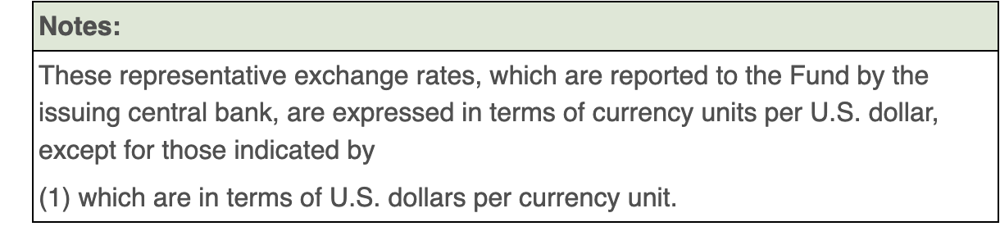 Notes:
These representative exchange rates, which are reported to the Fund by the
issuing central bank, are expressed in terms of currency units per U.S. dollar,
except for those indicated by
(1) which are in terms of U.S. dollars per currency unit.